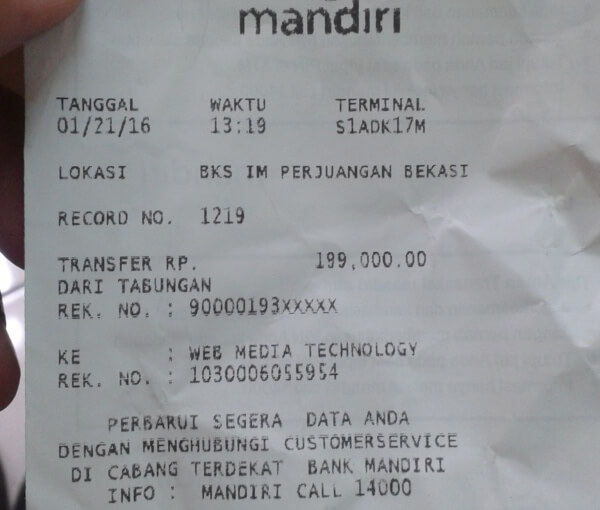 mandiri
TANGGAL WAKTU TERMINAL
01/21/16 13:19 S1ADK17M
LOKASI BKS IM PERJUANGAN BEKASI
RECORD NO. 1219
TRANSFER RP. 199,000.00
DARI TABUNGAN
REK. NO. : 90000193XXXXX
KE : WEB MEDIA TECHNOLOGY
REK. NO. : 1030006055954
PERBARUI SEGERA DATA ANDA
DENGAN MENGHUBUNGI CUSTOMERSERVICE
DI CABANG TERDEKAT BANK MANDIRI
INFO : MANDIRI CALL 14000